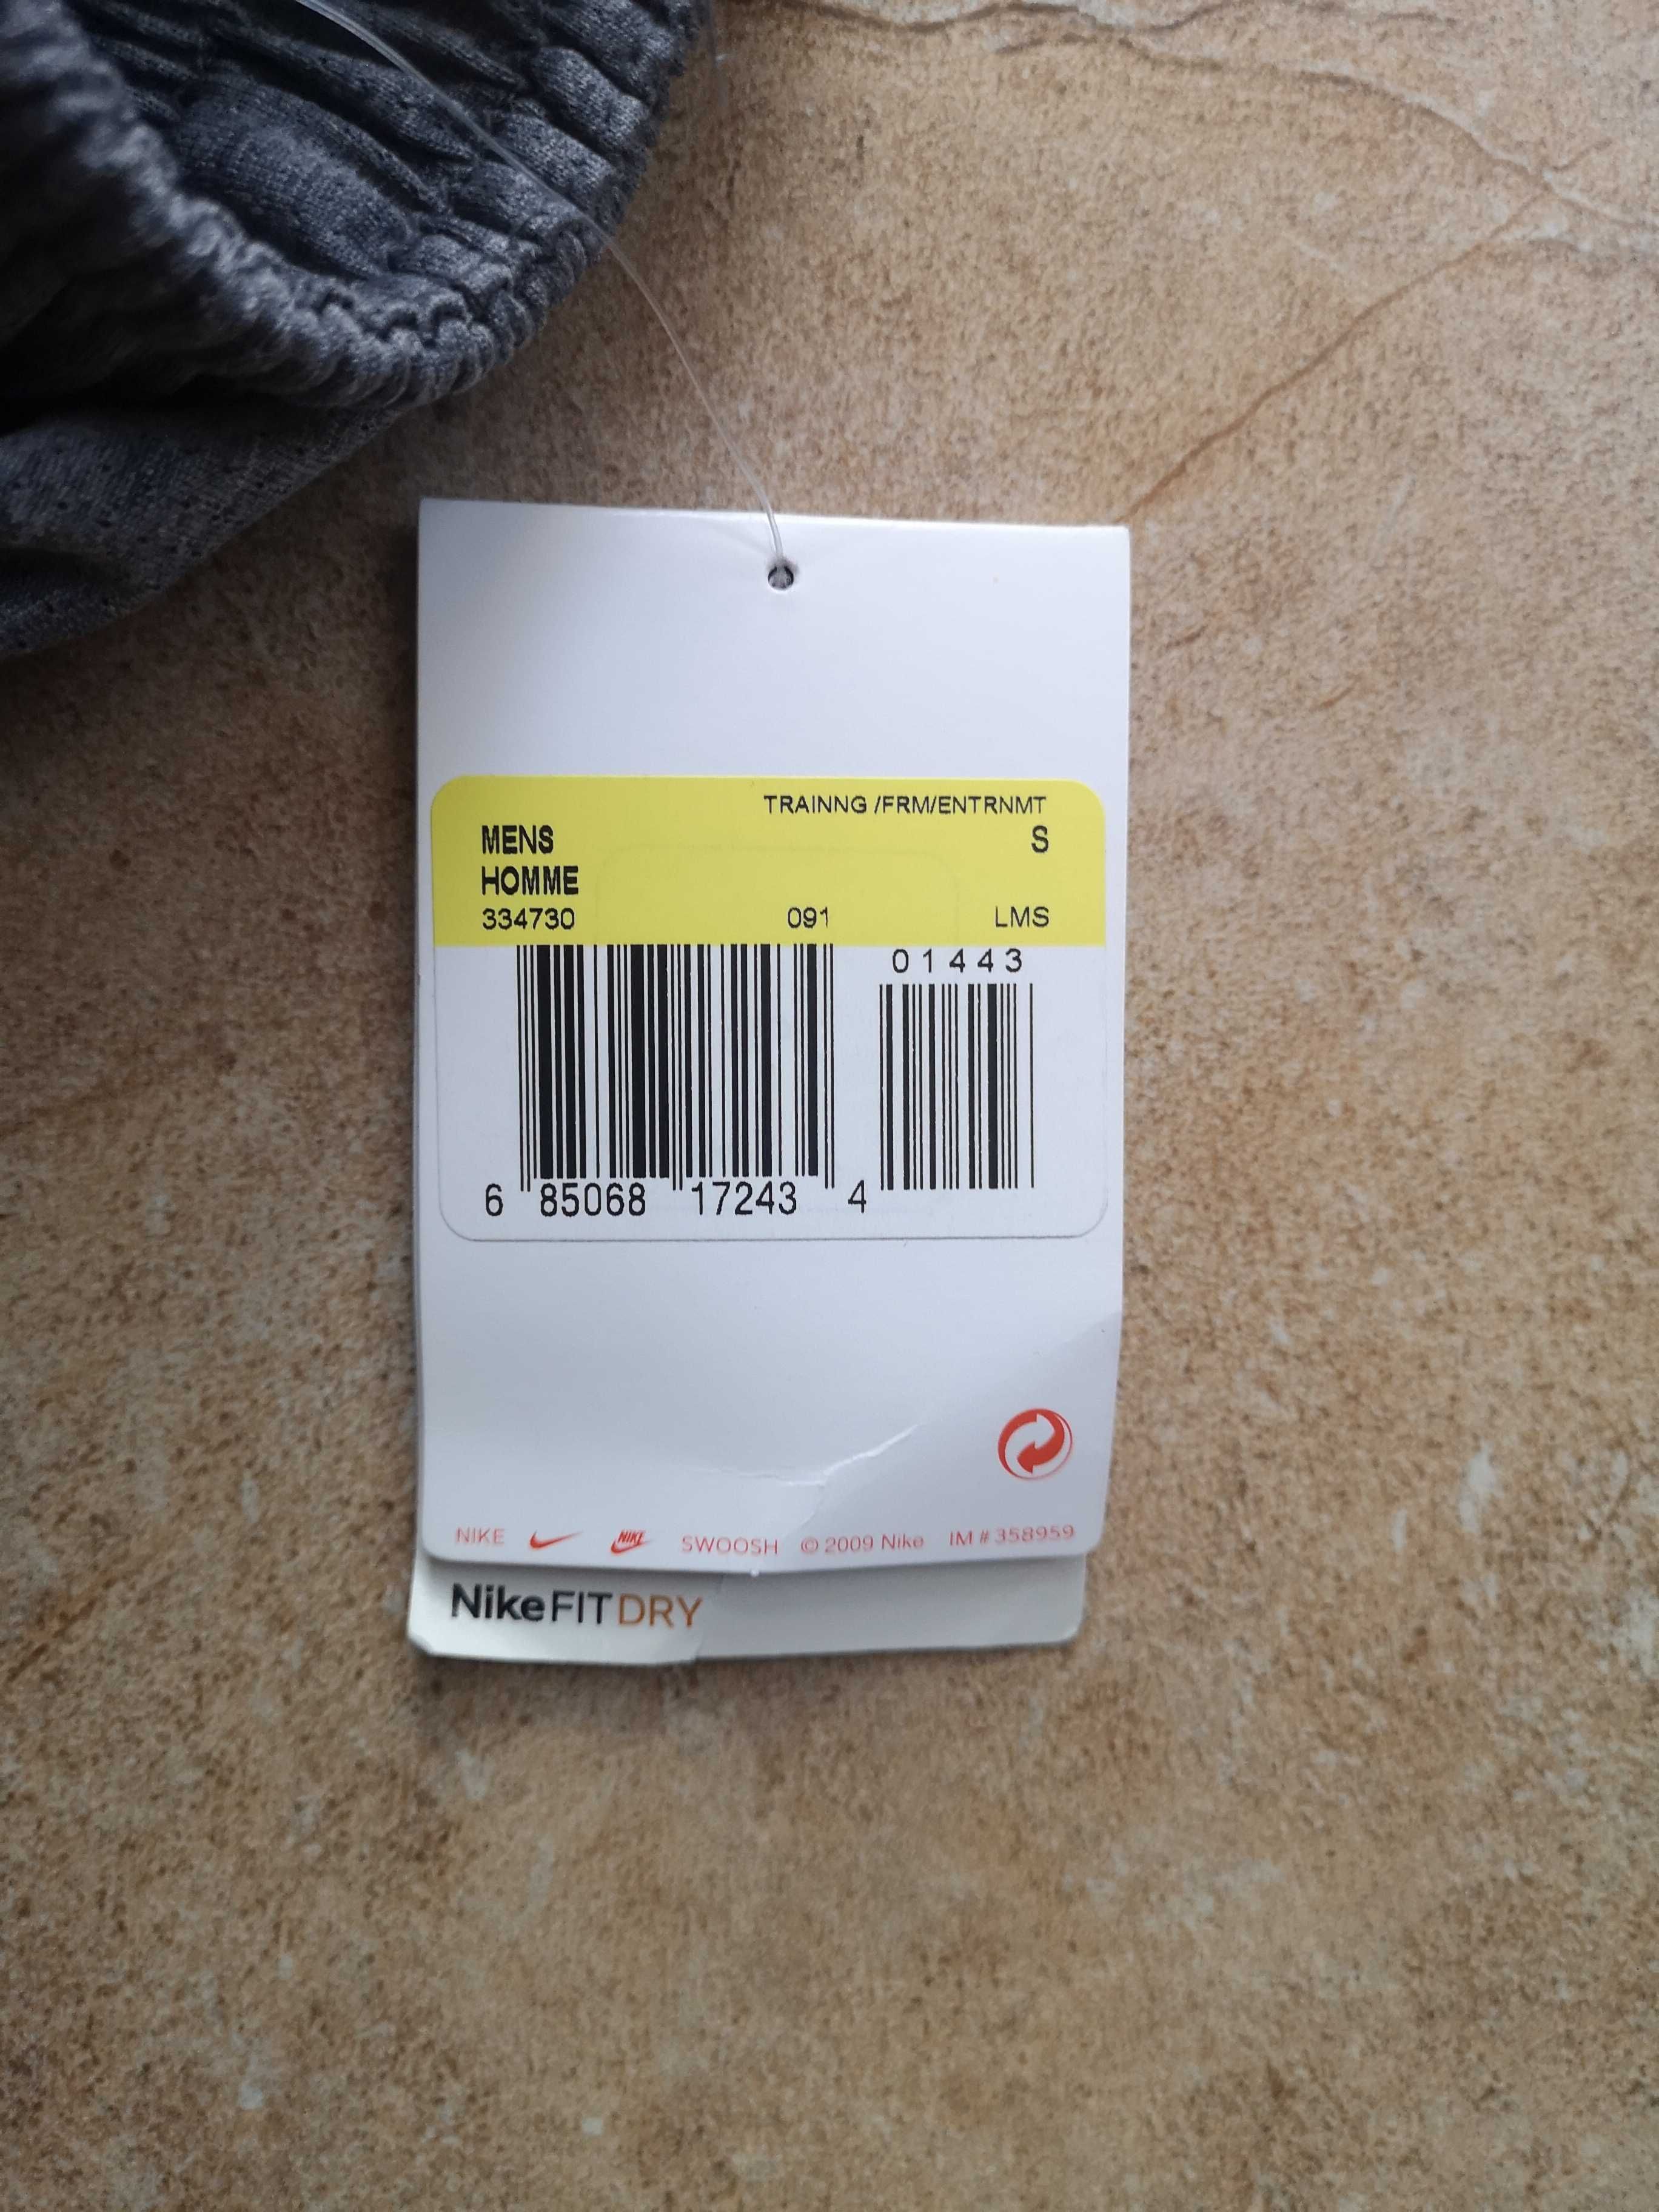 TRAINNG /FRM/ENTRNMT
MENS S
HOMME
334730 091 LMS
01443
6 85068 17243 4
NIKE NIKE SWOOSH © 2009 Nike IM # 358959
NikeFITDRY